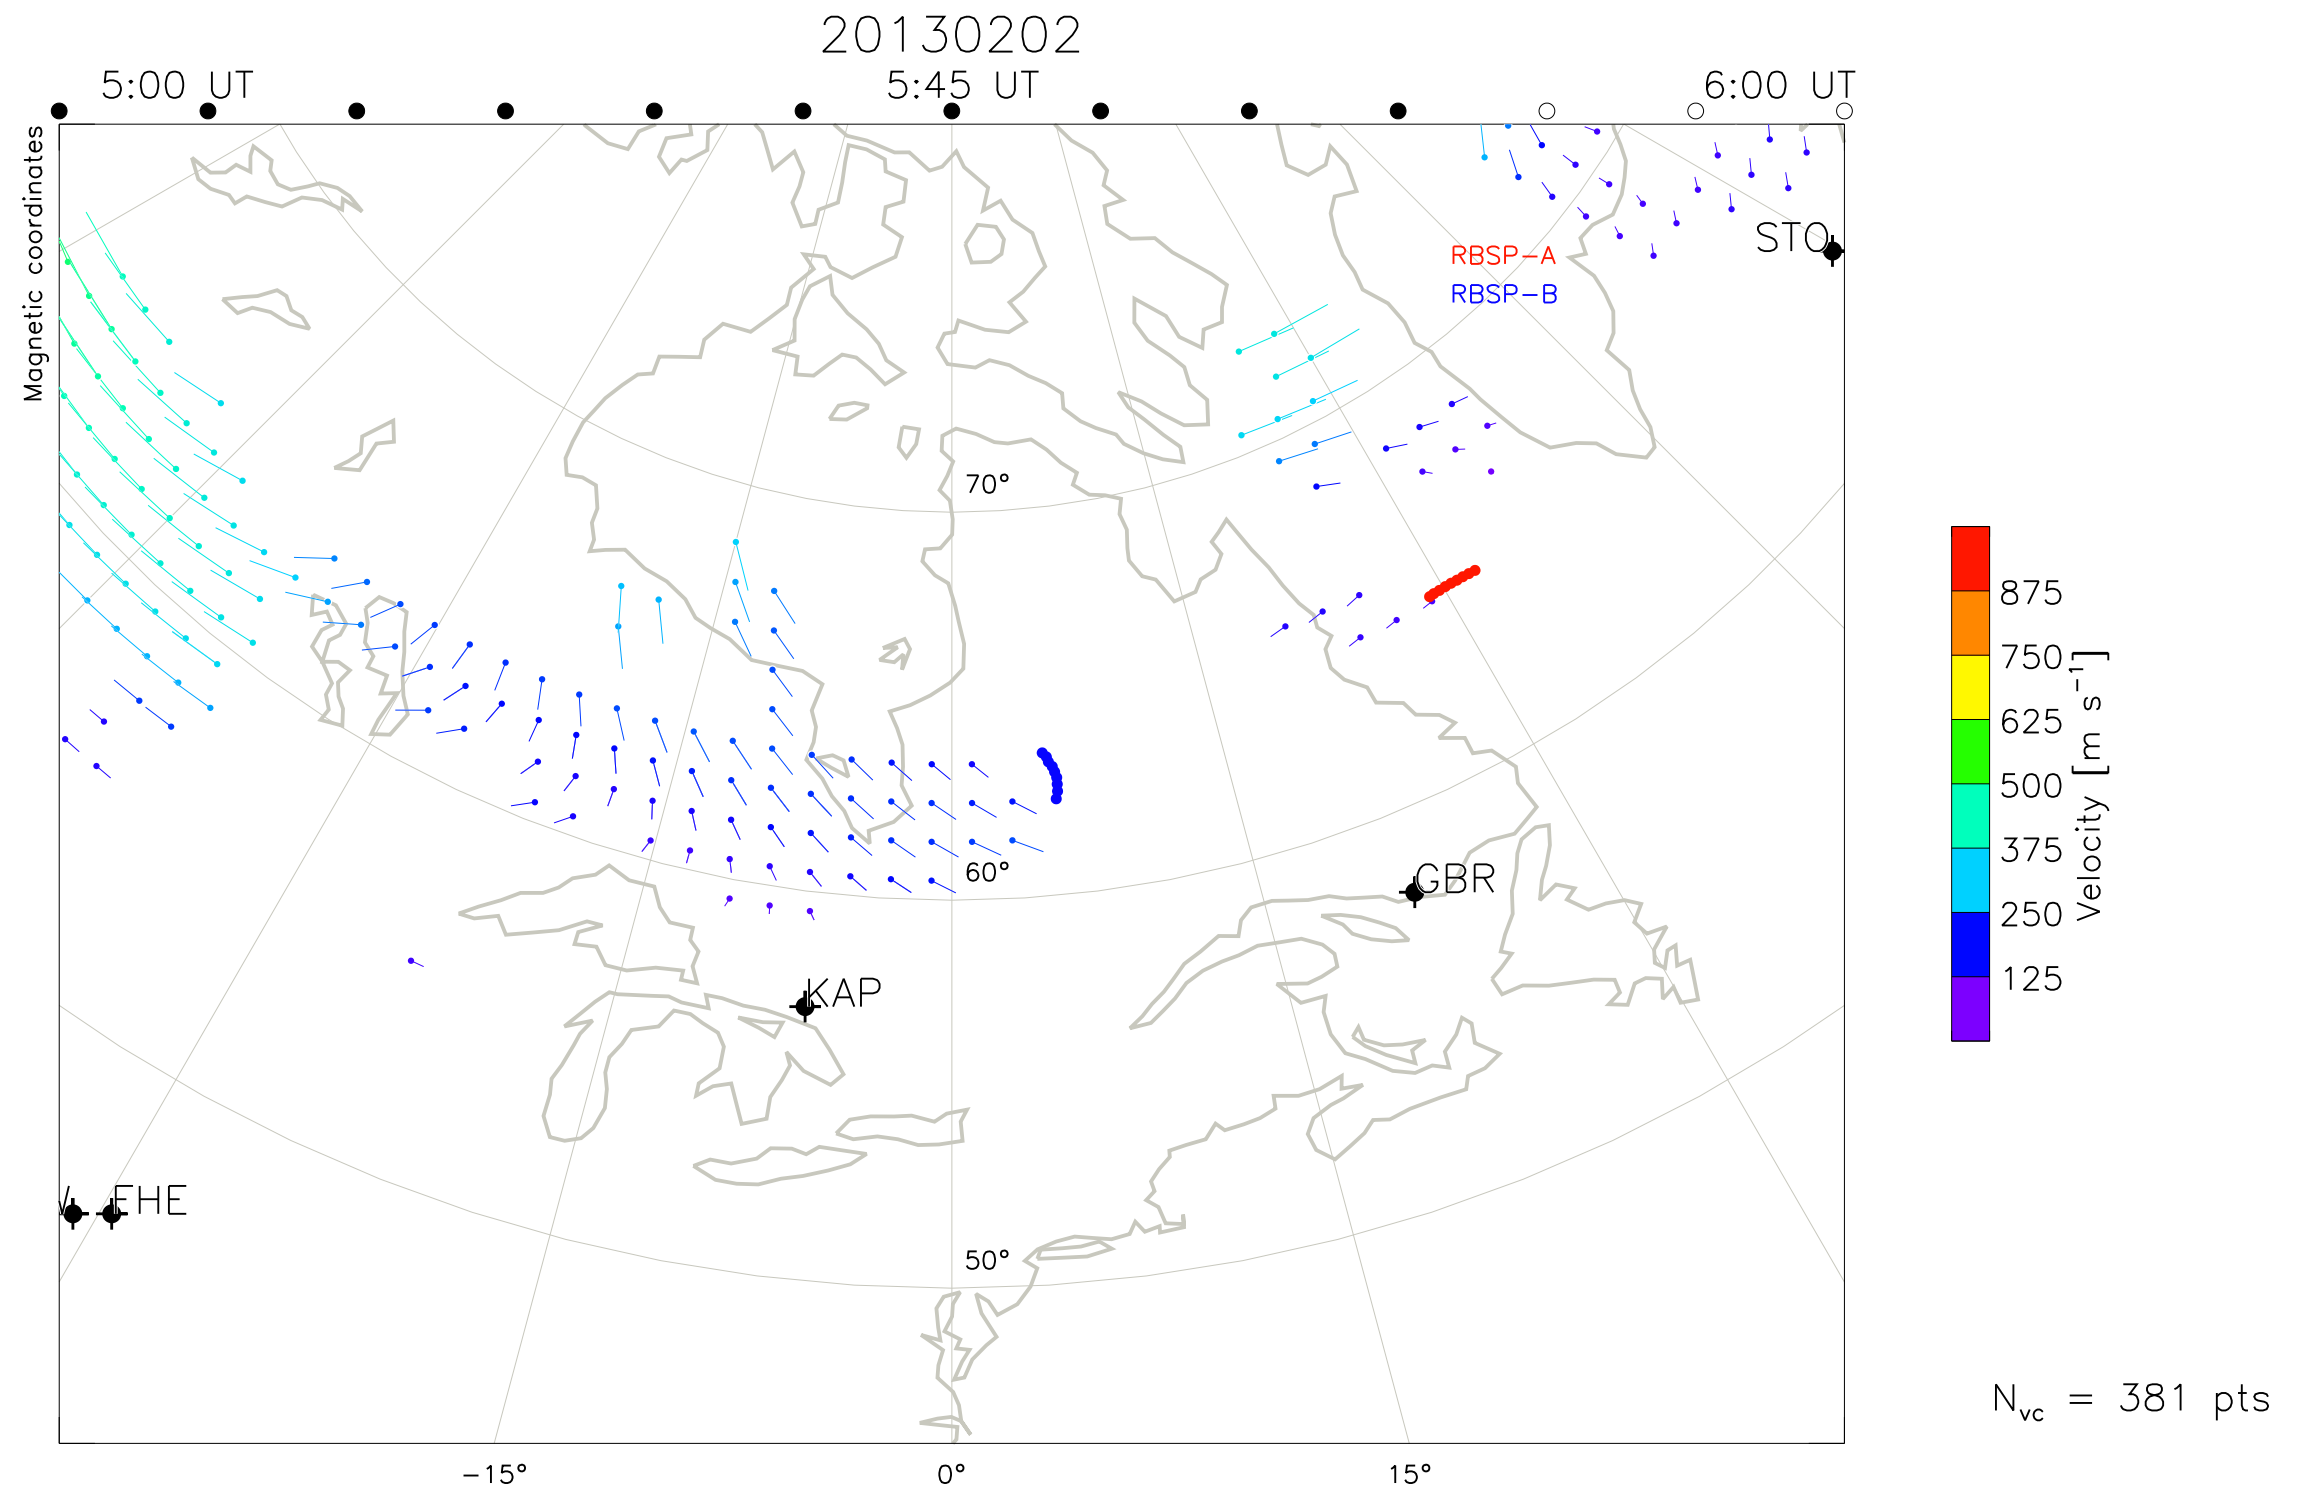 20130202
5:00 UT 5:45 UT 6:00 UT
Magnetic coordinates
STO
RBSP-A
RBSP-B
70°
875
750
625
500
375
250
125
Velocity [m s⁻¹]
60°
GBR
KAP
FHE
50°
N_vc = 381 pts
-15° 0° 15°